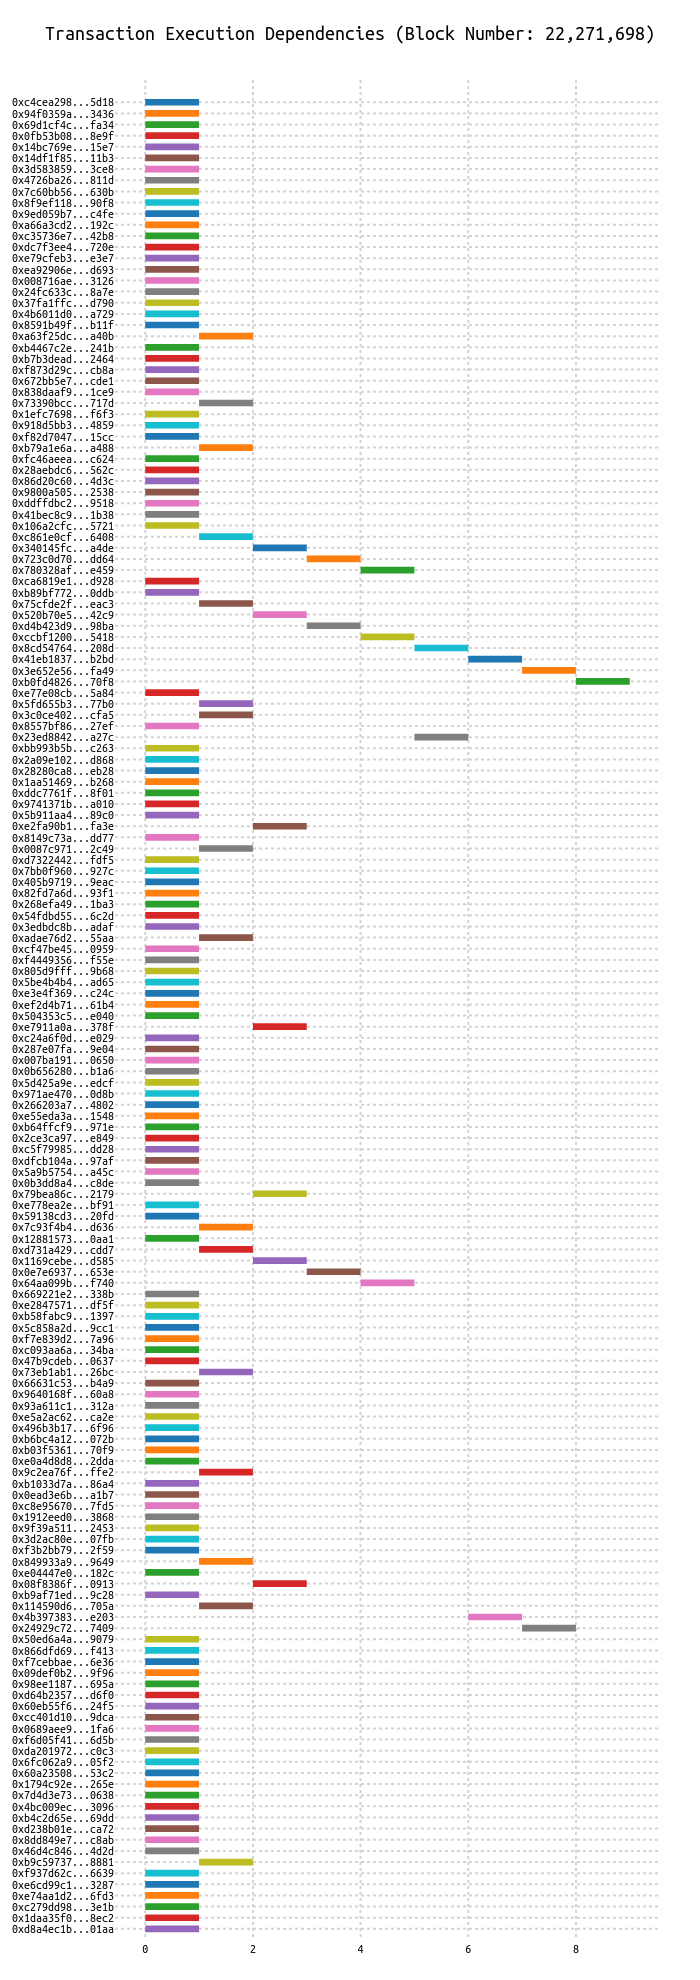 Transaction Execution Dependencies (Block Number: 22,271,698)
0xc4cea298...5d18
0x94f0359a...3436
0x69d1cf4c...fa34
0x0fb53b08...8e9f
0x14bc769e...15e7
0x14df1f85...11b3
0x3d583859...3ce8
0x4726ba26...811d
0x7c60bb56...630b
0x8f9ef118...90f8
0x9ed059b7...c4fe
0xa66a3cd2...192c
0xc35736e7...42b8
0xdc7f3ee4...720e
0xe79cfeb3...e3e7
0xea92906e...d693
0x008716ae...3126
0x24fc633c...8a7e
0x37fa1ffc...d790
0x4b6011d0...a729
0x8591b49f...b11f
0xa63f25dc...a40b
0xb4467c2e...241b
0xb7b3dead...2464
0xf873d29c...cb8a
0x672bb5e7...cde1
0x838daaf9...1ce9
0x73390bcc...717d
0x1efc7698...f6f3
0x918d5bb3...4859
0xf82d7047...15cc
0xb79a1e6a...a488
0xfc46aeea...c624
0x28aebdc6...562c
0x86d20c60...4d3c
0x9800a505...2538
0xddffdbc2...9518
0x41bec8c9...1b38
0x106a2cfc...5721
0xc861e0cf...6408
0x340145fc...a4de
0x723c0d70...dd64
0x780328af...e459
0xca6819e1...d928
0xb89bf772...0ddb
0x75cfde2f...eac3
0x520b70e5...42c9
0xd4b423d9...98ba
0xccbf1200...5418
0x8cd54764...208d
0x41eb1837...b2bd
0x3e652e56...fa49
0xb0fd4826...70f8
0xe77e08cb...5a84
0x5fd655b3...77b0
0x3c0ce402...cfa5
0x8557bf86...27ef
0x23ed8842...a27c
0xbb993b5b...c263
0x2a09e102...d868
0x28280ca8...eb28
0x1aa51469...b268
0xddc7761f...8f01
0x9741371b...a010
0x5b911aa4...89c0
0xe2fa90b1...fa3e
0x8149c73a...dd77
0x0087c971...2c49
0xd7322442...fdf5
0x7bb0f960...927c
0x405b9719...9eac
0x82fd7a6d...93f1
0x268efa49...1ba3
0x54fdbd55...6c2d
0x3edbdc8b...adaf
0xadae76d2...55aa
0xcf47be45...0959
0xf4449356...f55e
0x805d9fff...9b68
0x5be4b4b4...ad65
0xe3e4f369...c24c
0xef2d4b71...61b4
0x504353c5...e040
0xe7911a0a...378f
0xc24a6f0d...e029
0x287e07fa...9e04
0x007ba191...0650
0x0b656280...b1a6
0x5d425a9e...edcf
0x971ae470...0d8b
0x266203a7...4802
0xe55eda3a...1548
0xb64ffcf9...971e
0x2ce3ca97...e849
0xc5f79985...dd28
0xdfcb104a...97af
0x5a9b5754...a45c
0x0b3dd8a4...c8de
0x79bea86c...2179
0xe778ea2e...bf91
0x59138cd3...20fd
0x7c93f4b4...d636
0x12881573...0aa1
0xd731a429...cdd7
0x1169cebe...d585
0x0e7e6937...653e
0x64aa099b...f740
0x669221e2...338b
0xe2847571...df5f
0xb58fabc9...1397
0x5c858a2d...9cc1
0xf7e839d2...7a96
0xc093aa6a...34ba
0x47b9cdeb...0637
0x73eb1ab1...26bc
0x66631c53...b4a9
0x9640168f...60a8
0x93a611c1...312a
0xe5a2ac62...ca2e
0x496b3b17...6f96
0xb6bc4a12...072b
0xb03f5361...70f9
0xe0a4d8d8...2dda
0x9c2ea76f...ffe2
0xb1033d7a...86a4
0x0ead3e6b...a1b7
0xc8e95670...7fd5
0x1912eed0...3868
0x9f39a511...2453
0x3d2ac80e...07fb
0xf3b2bb79...2f59
0x849933a9...9649
0xe04447e0...182c
0x08f8386f...0913
0xb9af71ed...9c28
0x114590d6...705a
0x4b397383...e203
0x24929c72...7409
0x50ed6a4a...9079
0x866dfd69...f413
0xf7cebbae...6e36
0x09def0b2...9f96
0x98ee1187...695a
0xd64b2357...d6f0
0x60eb55f6...24f5
0xcc401d10...9dca
0x0689aee9...1fa6
0xf6d05f41...6d5b
0xda201972...c0c3
0x6fc062a9...05f2
0x60a23508...53c2
0x1794c92e...265e
0x7d4d3e73...0638
0x4bc009ec...3096
0xb4c2d65e...69dd
0xd238b01e...ca72
0x8dd849e7...c8ab
0x46d4c846...4d2d
0xb9c59737...8881
0xf937d62c...6639
0xe6cd99c1...3287
0xe74aa1d2...6fd3
0xc279dd98...3e1b
0x1daa35f0...8ec2
0xd8a4ec1b...01aa
0 2 4 6 8